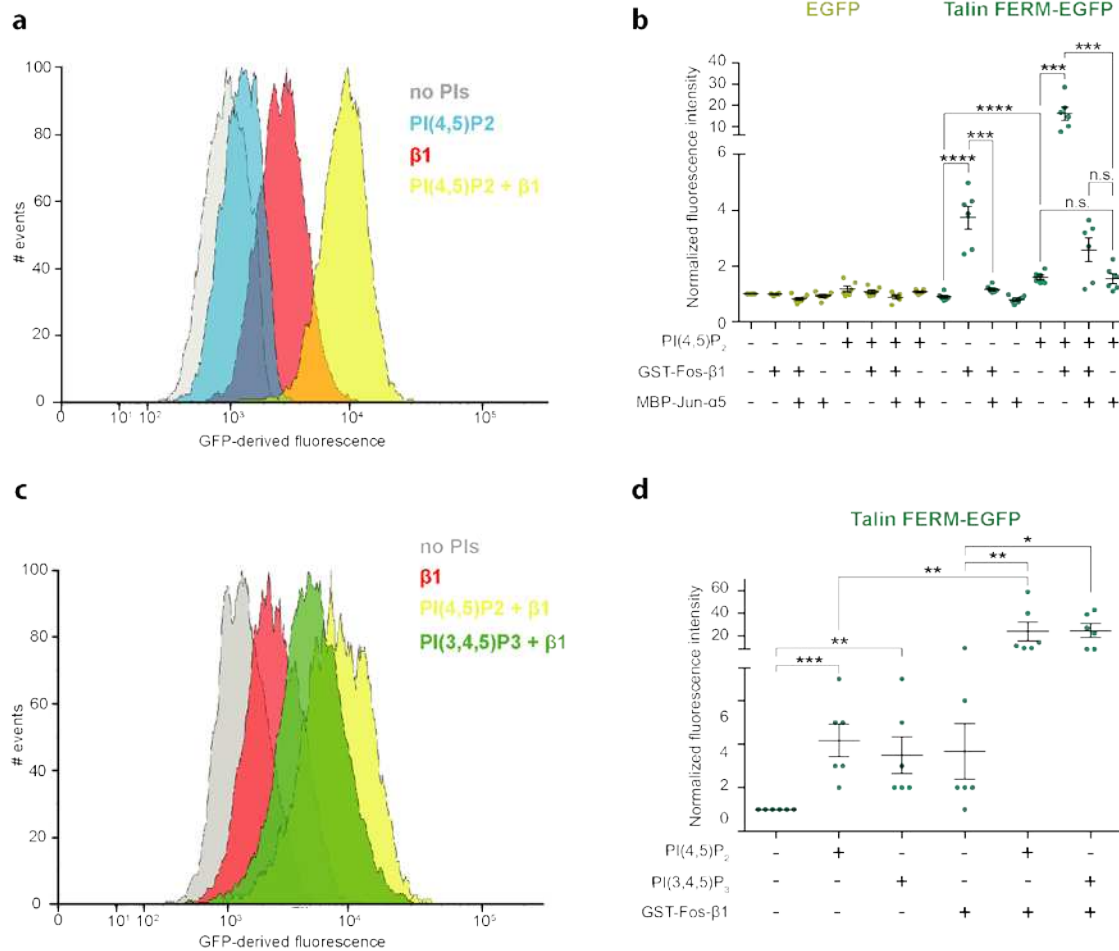 a
100
80
60
40
20
0
# events
0 10¹ 10² 10³ 10⁴ 10⁵
GFP-derived fluorescence
no PIs
PI(4,5)P2
β1
PI(4,5)P2 + β1
b
EGFP Talin FERM-EGFP
Normalized fluorescence intensity
40
30
20
10
6
4
2
0
**** *** **** *** *** n.s. n.s.
PI(4,5)P₂ - - - - + + + + - - - - + + + +
GST-Fos-β1 - + + - - + + - - + + - - + + -
MBP-Jun-α5 - - + + - - + + - - + + - - + +
c
100
80
60
40
20
0
# events
0 10¹ 10² 10³ 10⁴ 10⁵
GFP-derived fluorescence
no PIs
β1
PI(4,5)P2 + β1
PI(3,4,5)P3 + β1
d
Talin FERM-EGFP
Normalized fluorescence intensity
60
40
20
6
4
2
0
*** ** ** ** *
PI(4,5)P₂ - + - - + -
PI(3,4,5)P₃ - - + - - +
GST-Fos-β1 - - - + + +